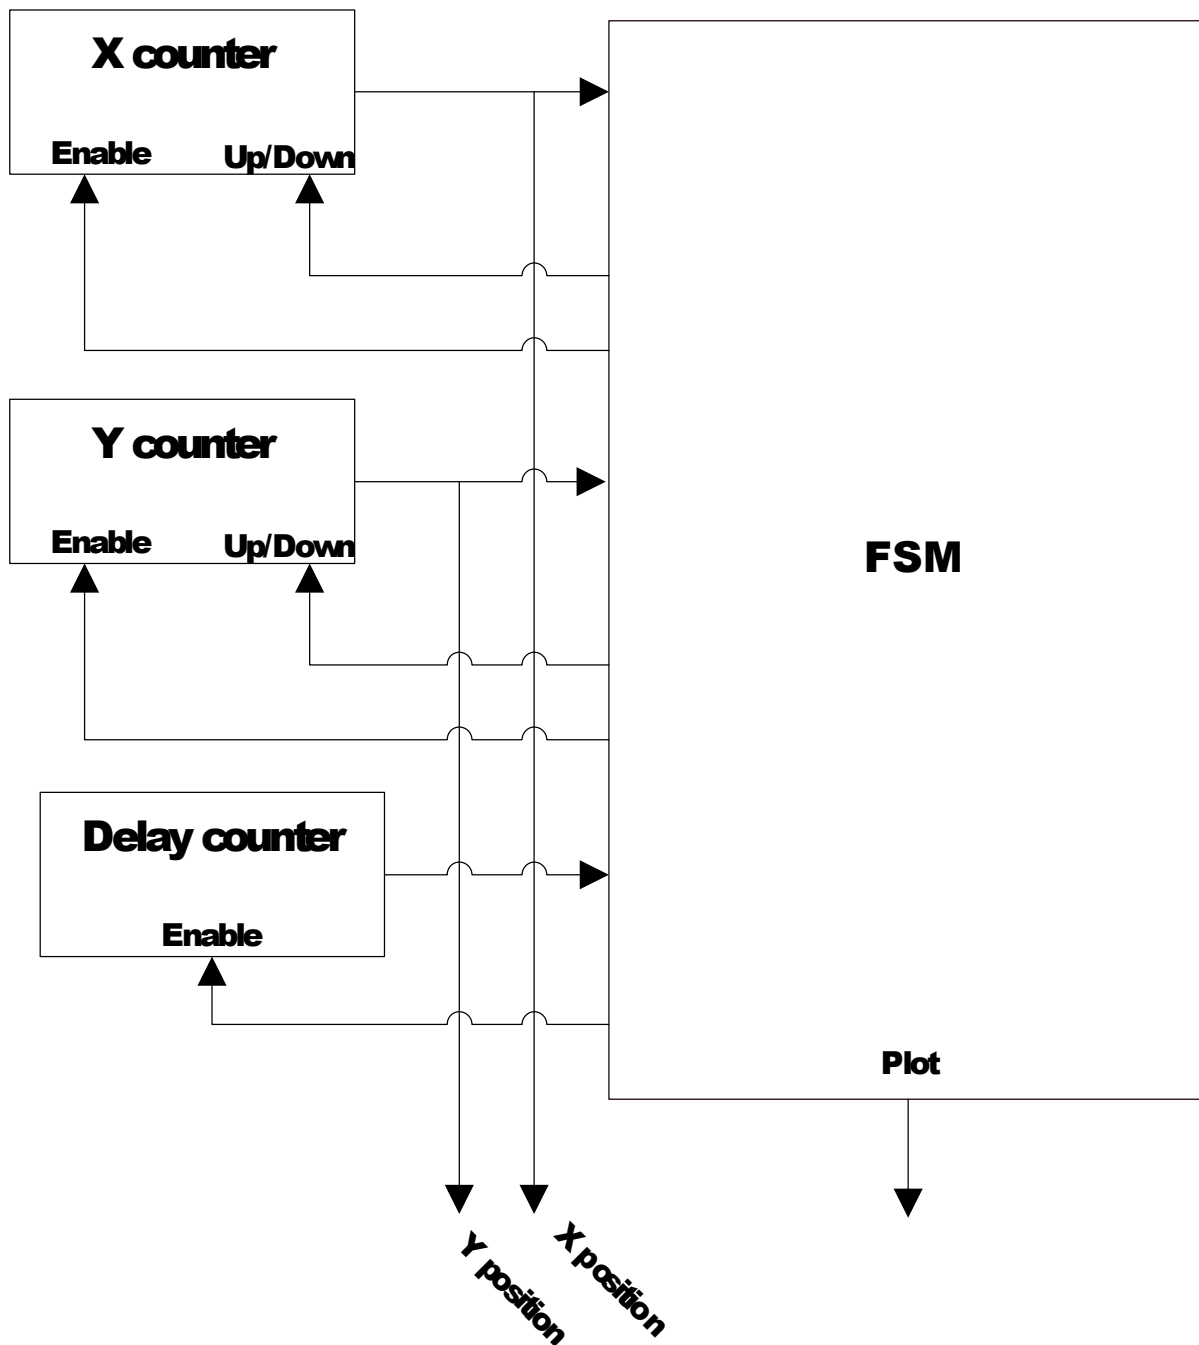 X counter
Enable
Up/Down
Y counter
Enable
Up/Down
FSM
Delay counter
Enable
Plot
Y position
X position